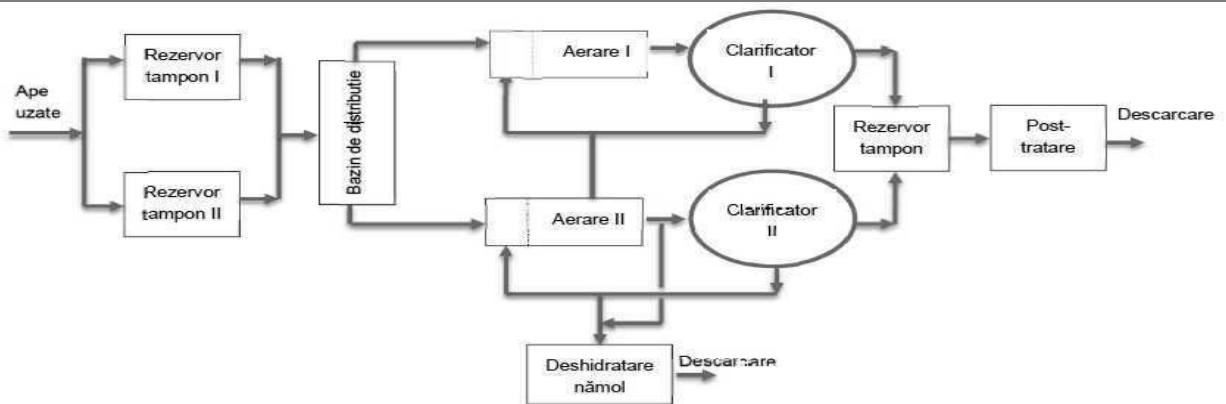 Ape
uzate
Rezervor
tampon I
Rezervor
tampon II
Bazin de distributie
Aerare I
Clarificator
I
Aerare II
Clarificator
II
Rezervor
tampon
Post-
tratare
Descarcare
Deshidratare
nămol
Descarcare